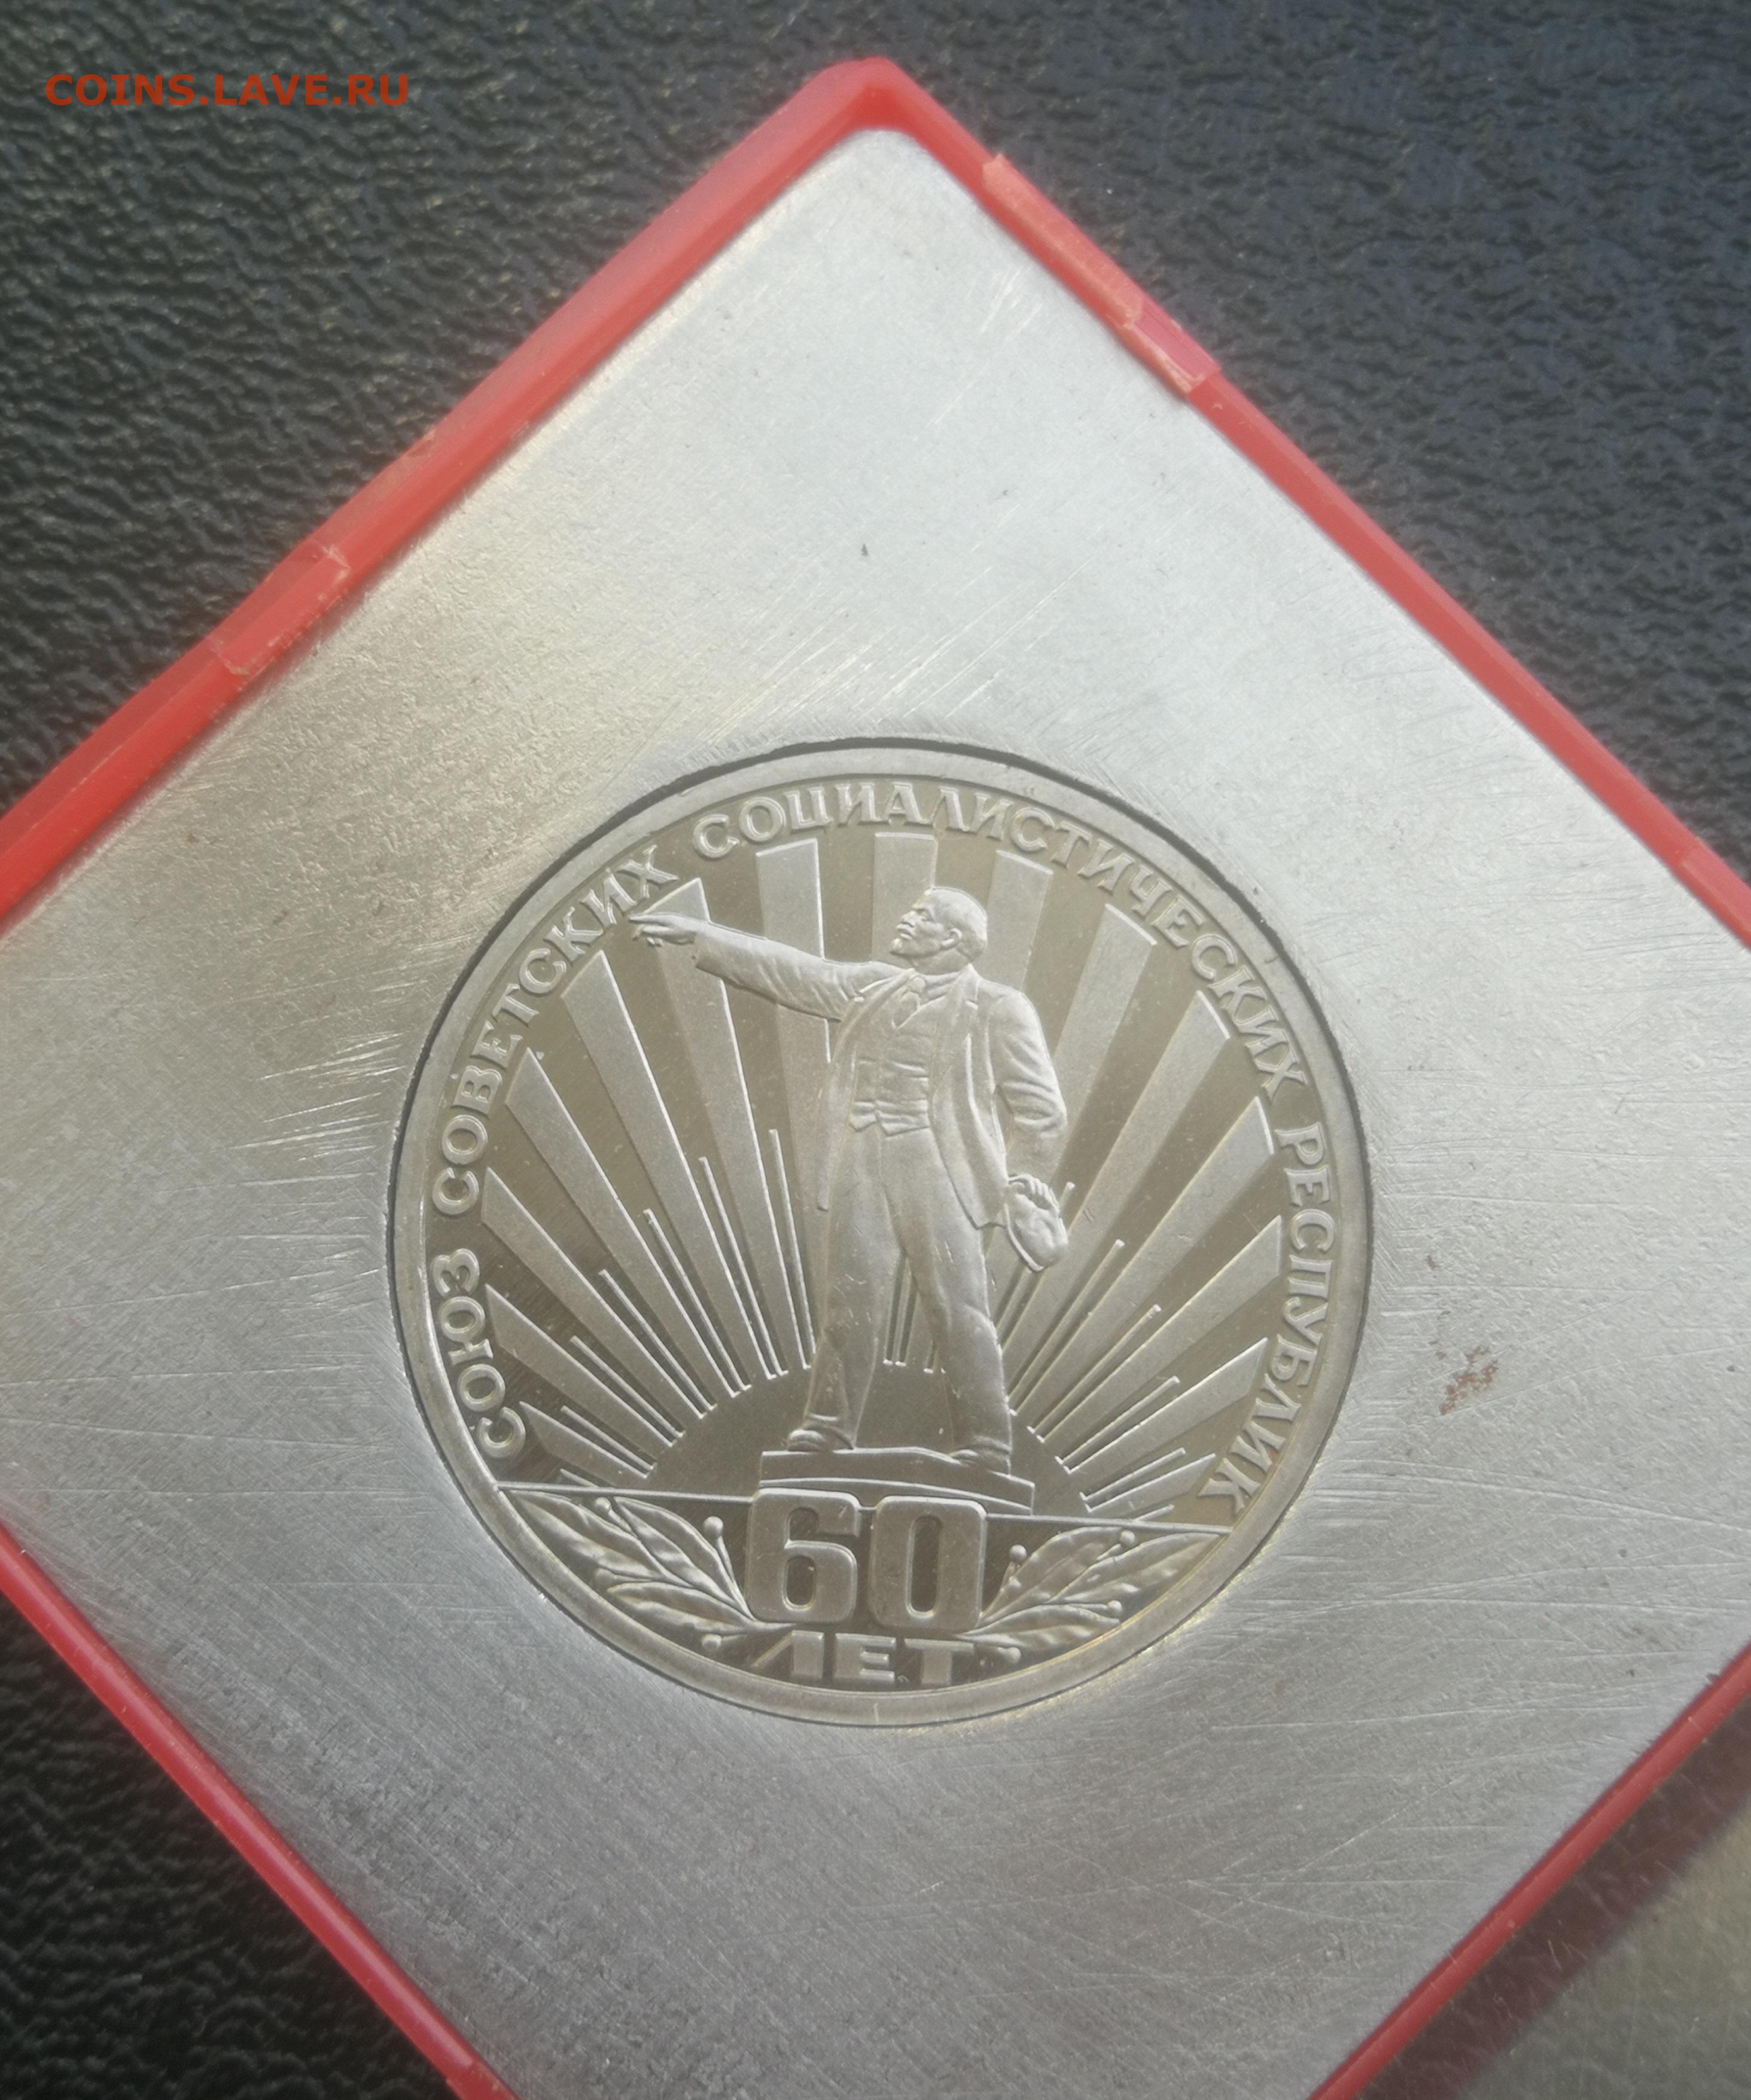 COINS.LAVE.RU
СОЮЗ СОВЕТСКИХ СОЦИАЛИСТИЧЕСКИХ РЕСПУБЛИК
60
ЛЕТ